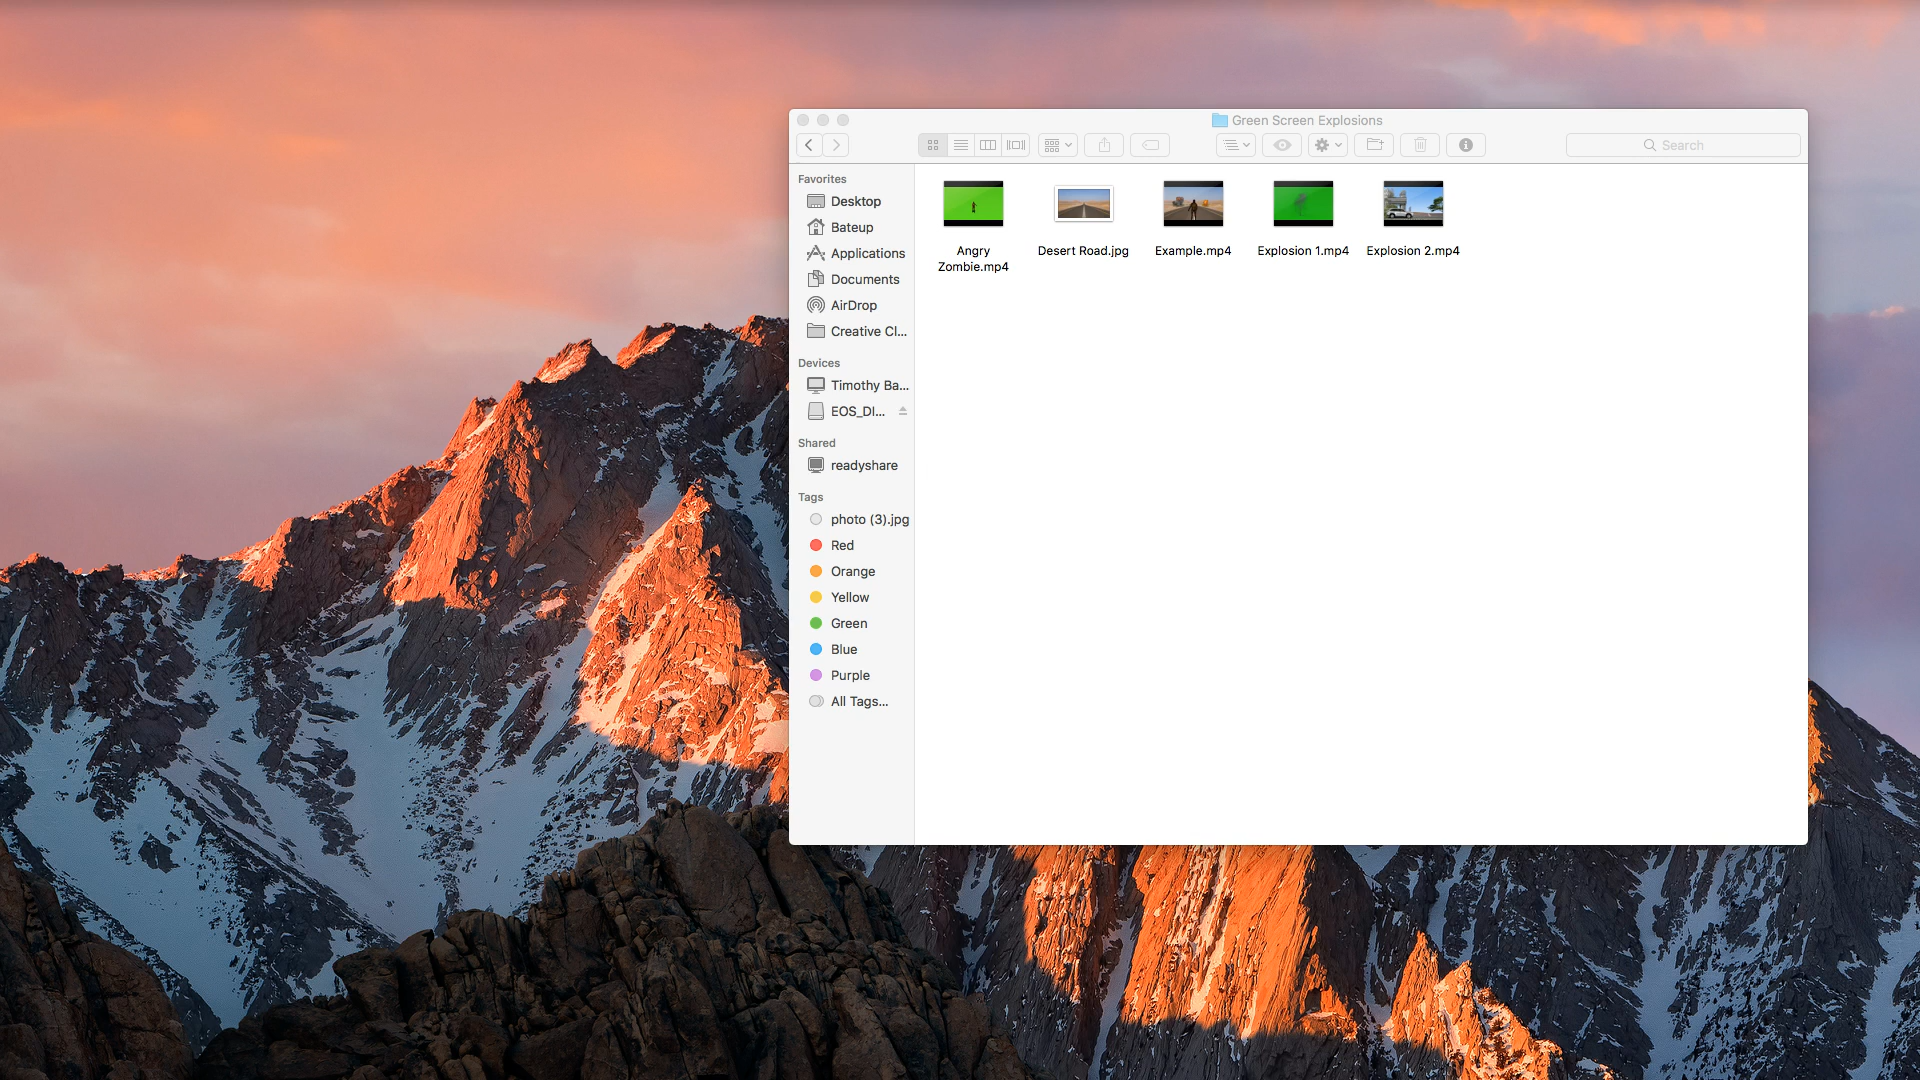 Green Screen Explosions
Search
Favorites
Desktop
Bateup
Applications
Documents
AirDrop
Creative Cl...
Devices
Timothy Ba...
EOS_DI...
Shared
readyshare
Tags
photo (3).jpg
Red
Orange
Yellow
Green
Blue
Purple
All Tags...
Angry
Zombie.mp4
Desert Road.jpg
Example.mp4
Explosion 1.mp4
Explosion 2.mp4